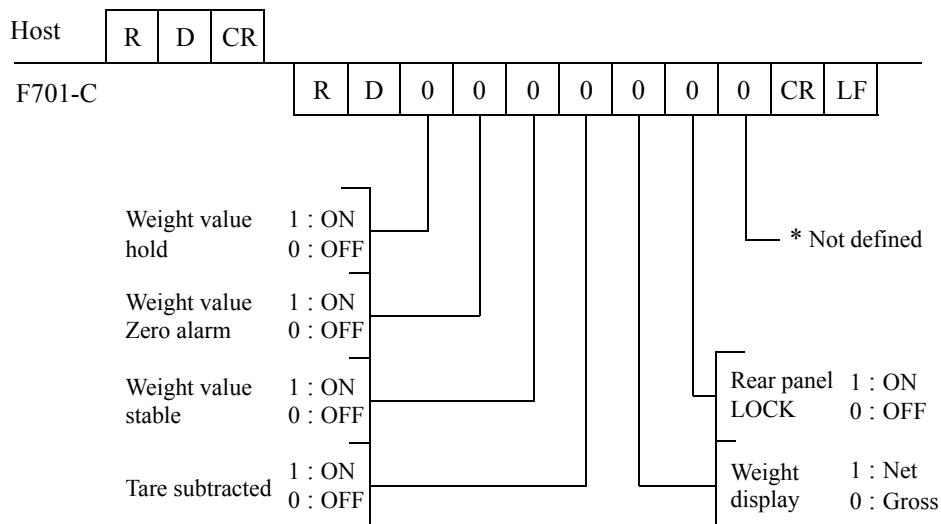 Host R D CR
F701-C R D 0 0 0 0 0 0 0 CR LF
Weight value 1 : ON
hold 0 : OFF
* Not defined
Weight value 1 : ON
Zero alarm 0 : OFF
Weight value 1 : ON
stable 0 : OFF
Rear panel 1 : ON
LOCK 0 : OFF
Tare subtracted 1 : ON
0 : OFF
Weight 1 : Net
display 0 : Gross